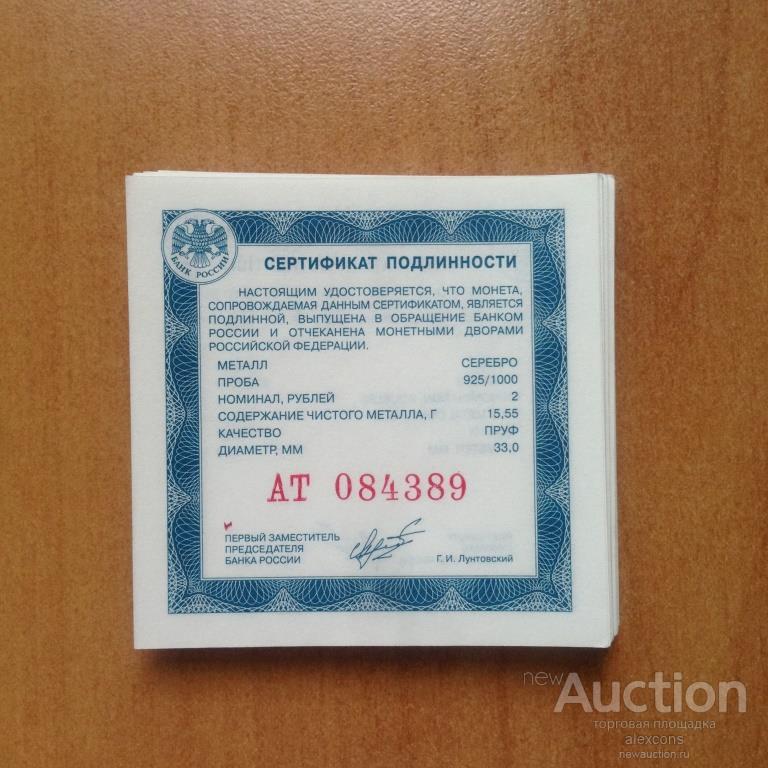 БАНК РОССИИ
СЕРТИФИКАТ ПОДЛИННОСТИ
НАСТОЯЩИМ УДОСТОВЕРЯЕТСЯ, ЧТО МОНЕТА,
СОПРОВОЖДАЕМАЯ ДАННЫМ СЕРТИФИКАТОМ, ЯВЛЯЕТСЯ
ПОДЛИННОЙ, ВЫПУЩЕНА В ОБРАЩЕНИЕ БАНКОМ
РОССИИ И ОТЧЕКАНЕНА МОНЕТНЫМИ ДВОРАМИ
РОССИЙСКОЙ ФЕДЕРАЦИИ.
МЕТАЛЛ СЕРЕБРО
ПРОБА 925/1000
НОМИНАЛ, РУБЛЕЙ 2
СОДЕРЖАНИЕ ЧИСТОГО МЕТАЛЛА, Г 15,55
КАЧЕСТВО ПРУФ
ДИАМЕТР, ММ 33,0
АТ 084389
ПЕРВЫЙ ЗАМЕСТИТЕЛЬ
ПРЕДСЕДАТЕЛЯ
БАНКА РОССИИ Г. И. Лунтовский
new Auction
торговая площадка
alexcons
newauction.ru